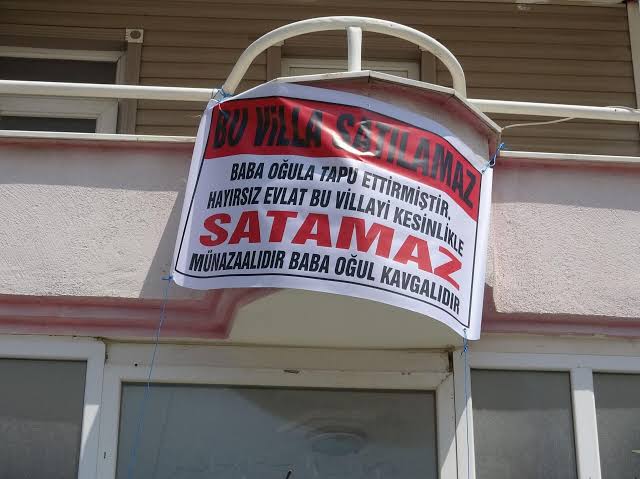 BU VİLLA SATILAMAZ
BABA OĞULA TAPU ETTİRMİŞTİR.
HAYIRSIZ EVLAT BU VİLLAYİ KESİNLİKLE
SATAMAZ
MÜNAZAALIDIR BABA OĞUL KAVGALIDIR